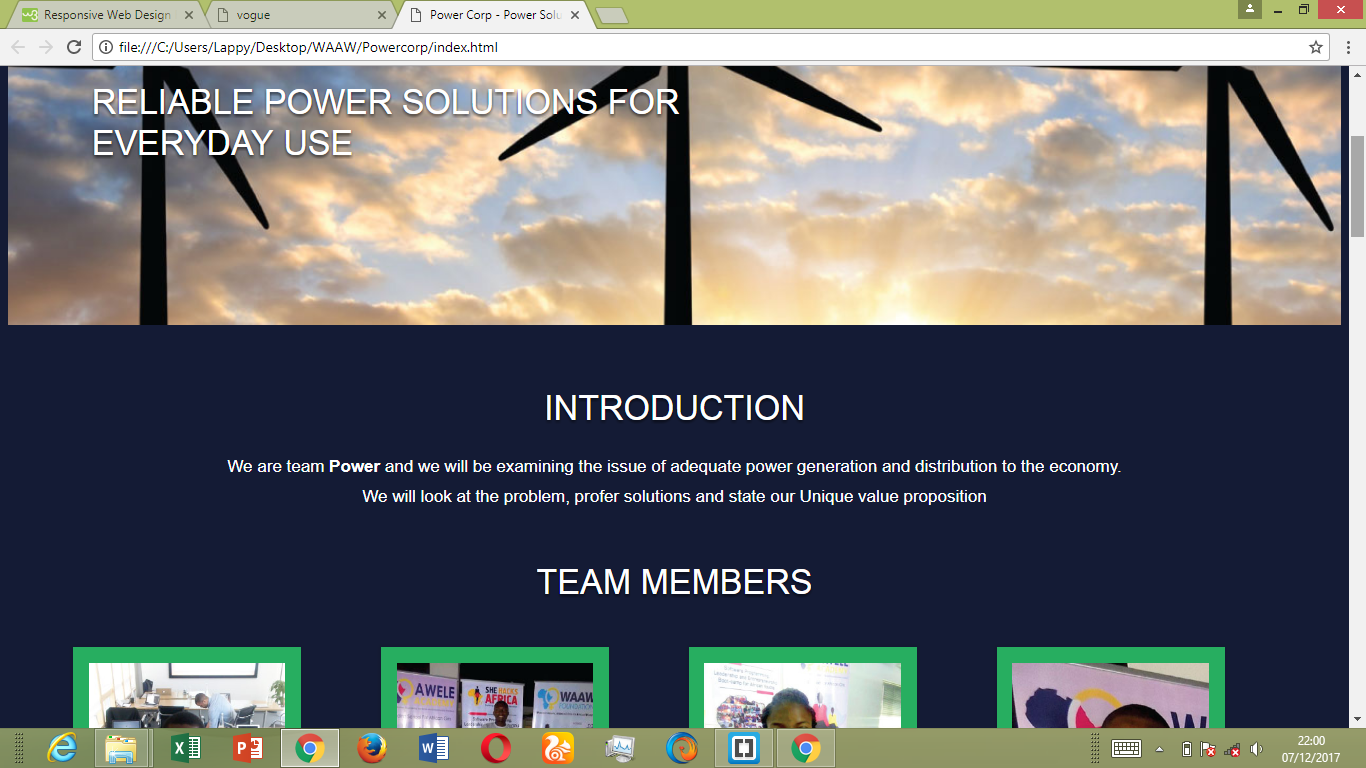 Responsive Web Design
vogue
Power Corp - Power Solu
file:///C:/Users/Lappy/Desktop/WAAW/Powercorp/index.html
RELIABLE POWER SOLUTIONS FOR
EVERYDAY USE
INTRODUCTION
We are team Power and we will be examining the issue of adequate power generation and distribution to the economy.
We will look at the problem, profer solutions and state our Unique value proposition
TEAM MEMBERS
AWELE
SHE HACKS
AFRICA
WAAW
FOUNDATION
AWELE
22:00
07/12/2017